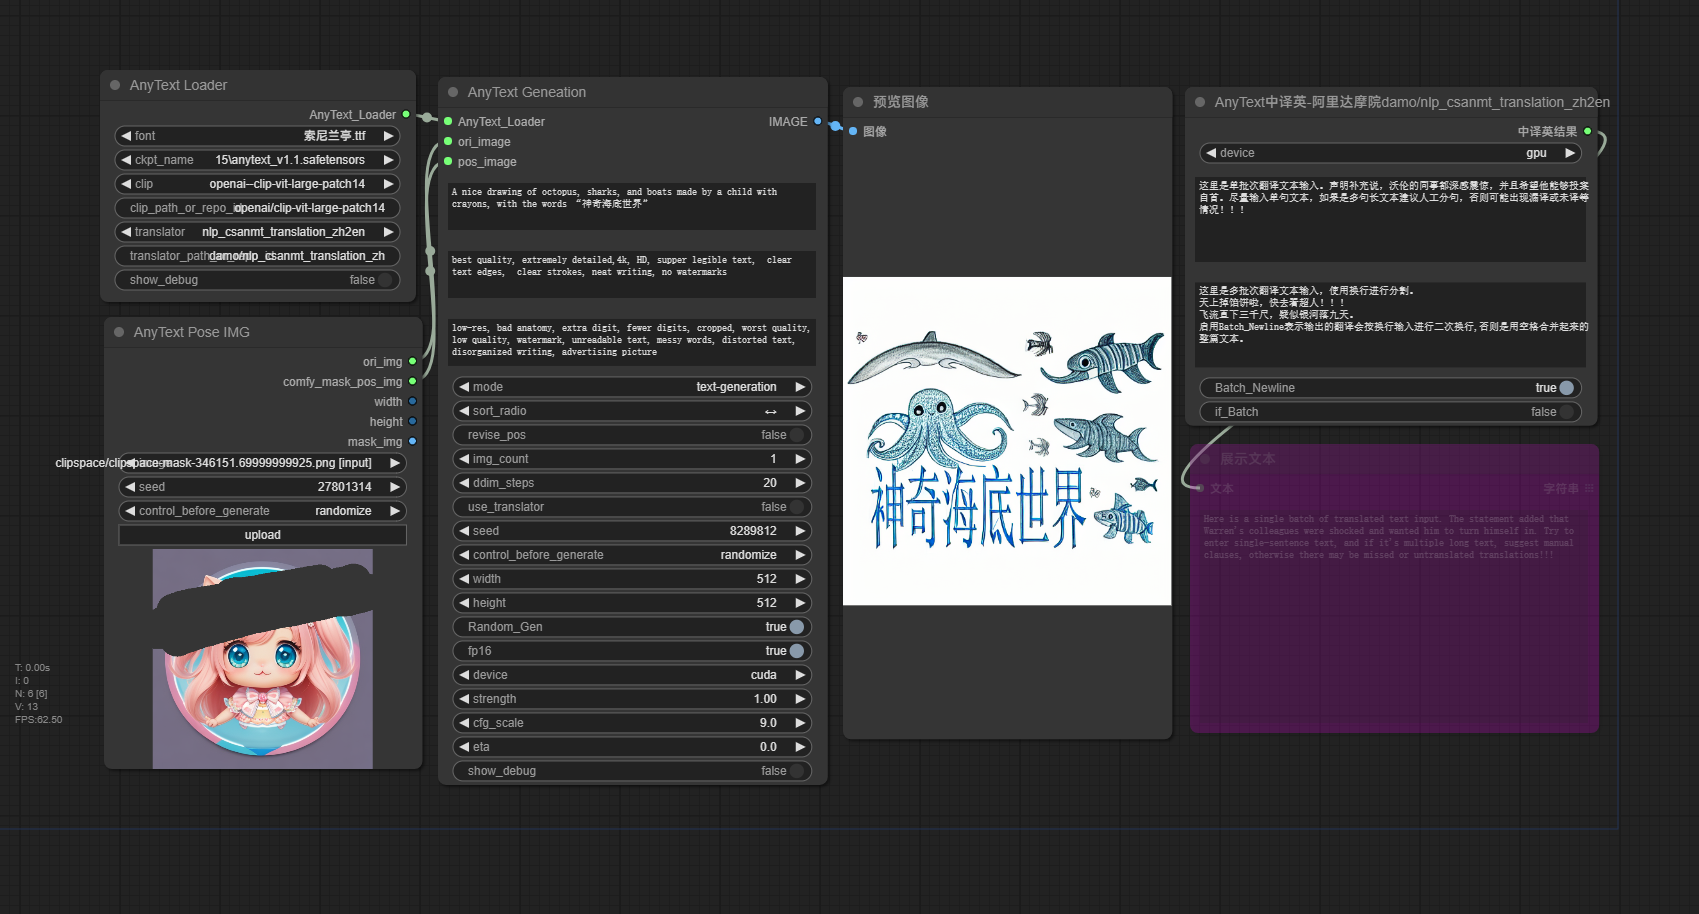 AnyText Loader
AnyText_Loader
font 索尼兰亭.ttf
ckpt_name 15\anytext_v1.1.safetensors
clip openai--clip-vit-large-patch14
clip_path_or_repo_i openai/clip-vit-large-patch14
translator nlp_csanmt_translation_zh2en
translator_path damo/nlp_csanmt_translation_zh
show_debug false
AnyText Pose IMG
ori_img
comfy_mask_pos_img
width
height
mask_img
clipspace/clipspace-mask-346151.69999999925.png [input]
seed 27801314
control_before_generate randomize
upload
T: 0.00s
I: 0
N: 6 [6]
V: 13
FPS:62.50
AnyText Geneation
AnyText_Loader IMAGE
ori_image
pos_image
A nice drawing of octopus, sharks, and boats made by a child with
crayons, with the words “神奇海底世界”
best quality, extremely detailed,4k, HD, supper legible text,  clear
text edges,  clear strokes, neat writing, no watermarks
low-res, bad anatomy, extra digit, fewer digits, cropped, worst quality,
low quality, watermark, unreadable text, messy words, distorted text,
disorganized writing, advertising picture
mode text-generation
sort_radio ↔
revise_pos false
img_count 1
ddim_steps 20
use_translator false
seed 8289812
control_before_generate randomize
width 512
height 512
Random_Gen true
fp16 true
device cuda
strength 1.00
cfg_scale 9.0
eta 0.0
show_debug false
预览图像
图像
神奇海底世界
AnyText中译英-阿里达摩院damo/nlp_csanmt_translation_zh2en
中译英结果
device gpu
这里是单批次翻译文本输入。声明补充说，沃伦的同事都深感震惊，并且希望他能够投案
自首。尽量输入单句文本，如果是多句长文本建议人工分句，否则可能出现漏译或未译等
情况！！！
这里是多批次翻译文本输入，使用换行进行分割。
天上掉馅饼啦，快去看超人！！！
飞流直下三千尺，疑似银河落九天。
启用Batch_Newline表示输出的翻译会按换行输入进行二次换行,否则是用空格合并起来的
整篇文本。
Batch_Newline true
if_Batch false
展示文本
文本 字符串
Here is a single batch of translated text input. The statement added that
Warren's colleagues were shocked and wanted him to turn himself in. Try to
enter single-sentence text, and if it's multiple long text, suggest manual
clauses, otherwise there may be missed or untranslated translations!!!